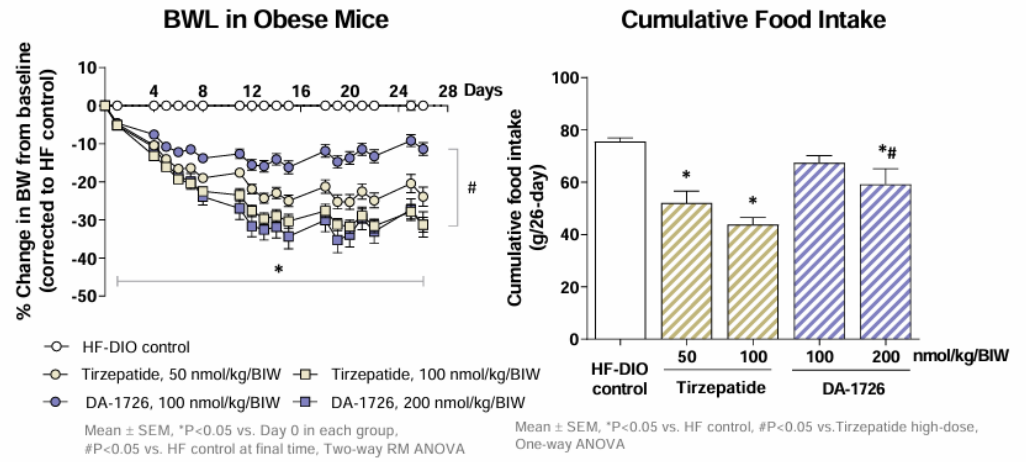 BWL in Obese Mice
% Change in BW from baseline
(corrected to HF control)
10
0
-10
-20
-30
-40
-50
4 8 12 16 20 24 28 Days
#
*
HF-DIO control
Tirzepatide, 50 nmol/kg/BIW
Tirzepatide, 100 nmol/kg/BIW
DA-1726, 100 nmol/kg/BIW
DA-1726, 200 nmol/kg/BIW
Mean ± SEM, *P<0.05 vs. Day 0 in each group,
#P<0.05 vs. HF control at final time, Two-way RM ANOVA
Cumulative Food Intake
Cumulative food intake
(g/26-day)
100
80
60
40
20
0
*
*
*#
HF-DIO
control
50 100 100 200 nmol/kg/BIW
Tirzepatide DA-1726
Mean ± SEM, *P<0.05 vs. HF control, #P<0.05 vs.Tirzepatide high-dose,
One-way ANOVA